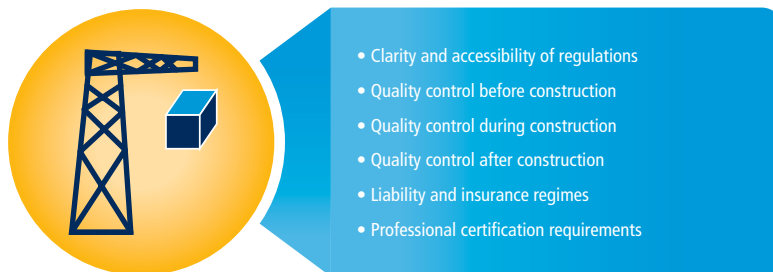 • Clarity and accessibility of regulations
• Quality control before construction
• Quality control during construction
• Quality control after construction
• Liability and insurance regimes
• Professional certification requirements